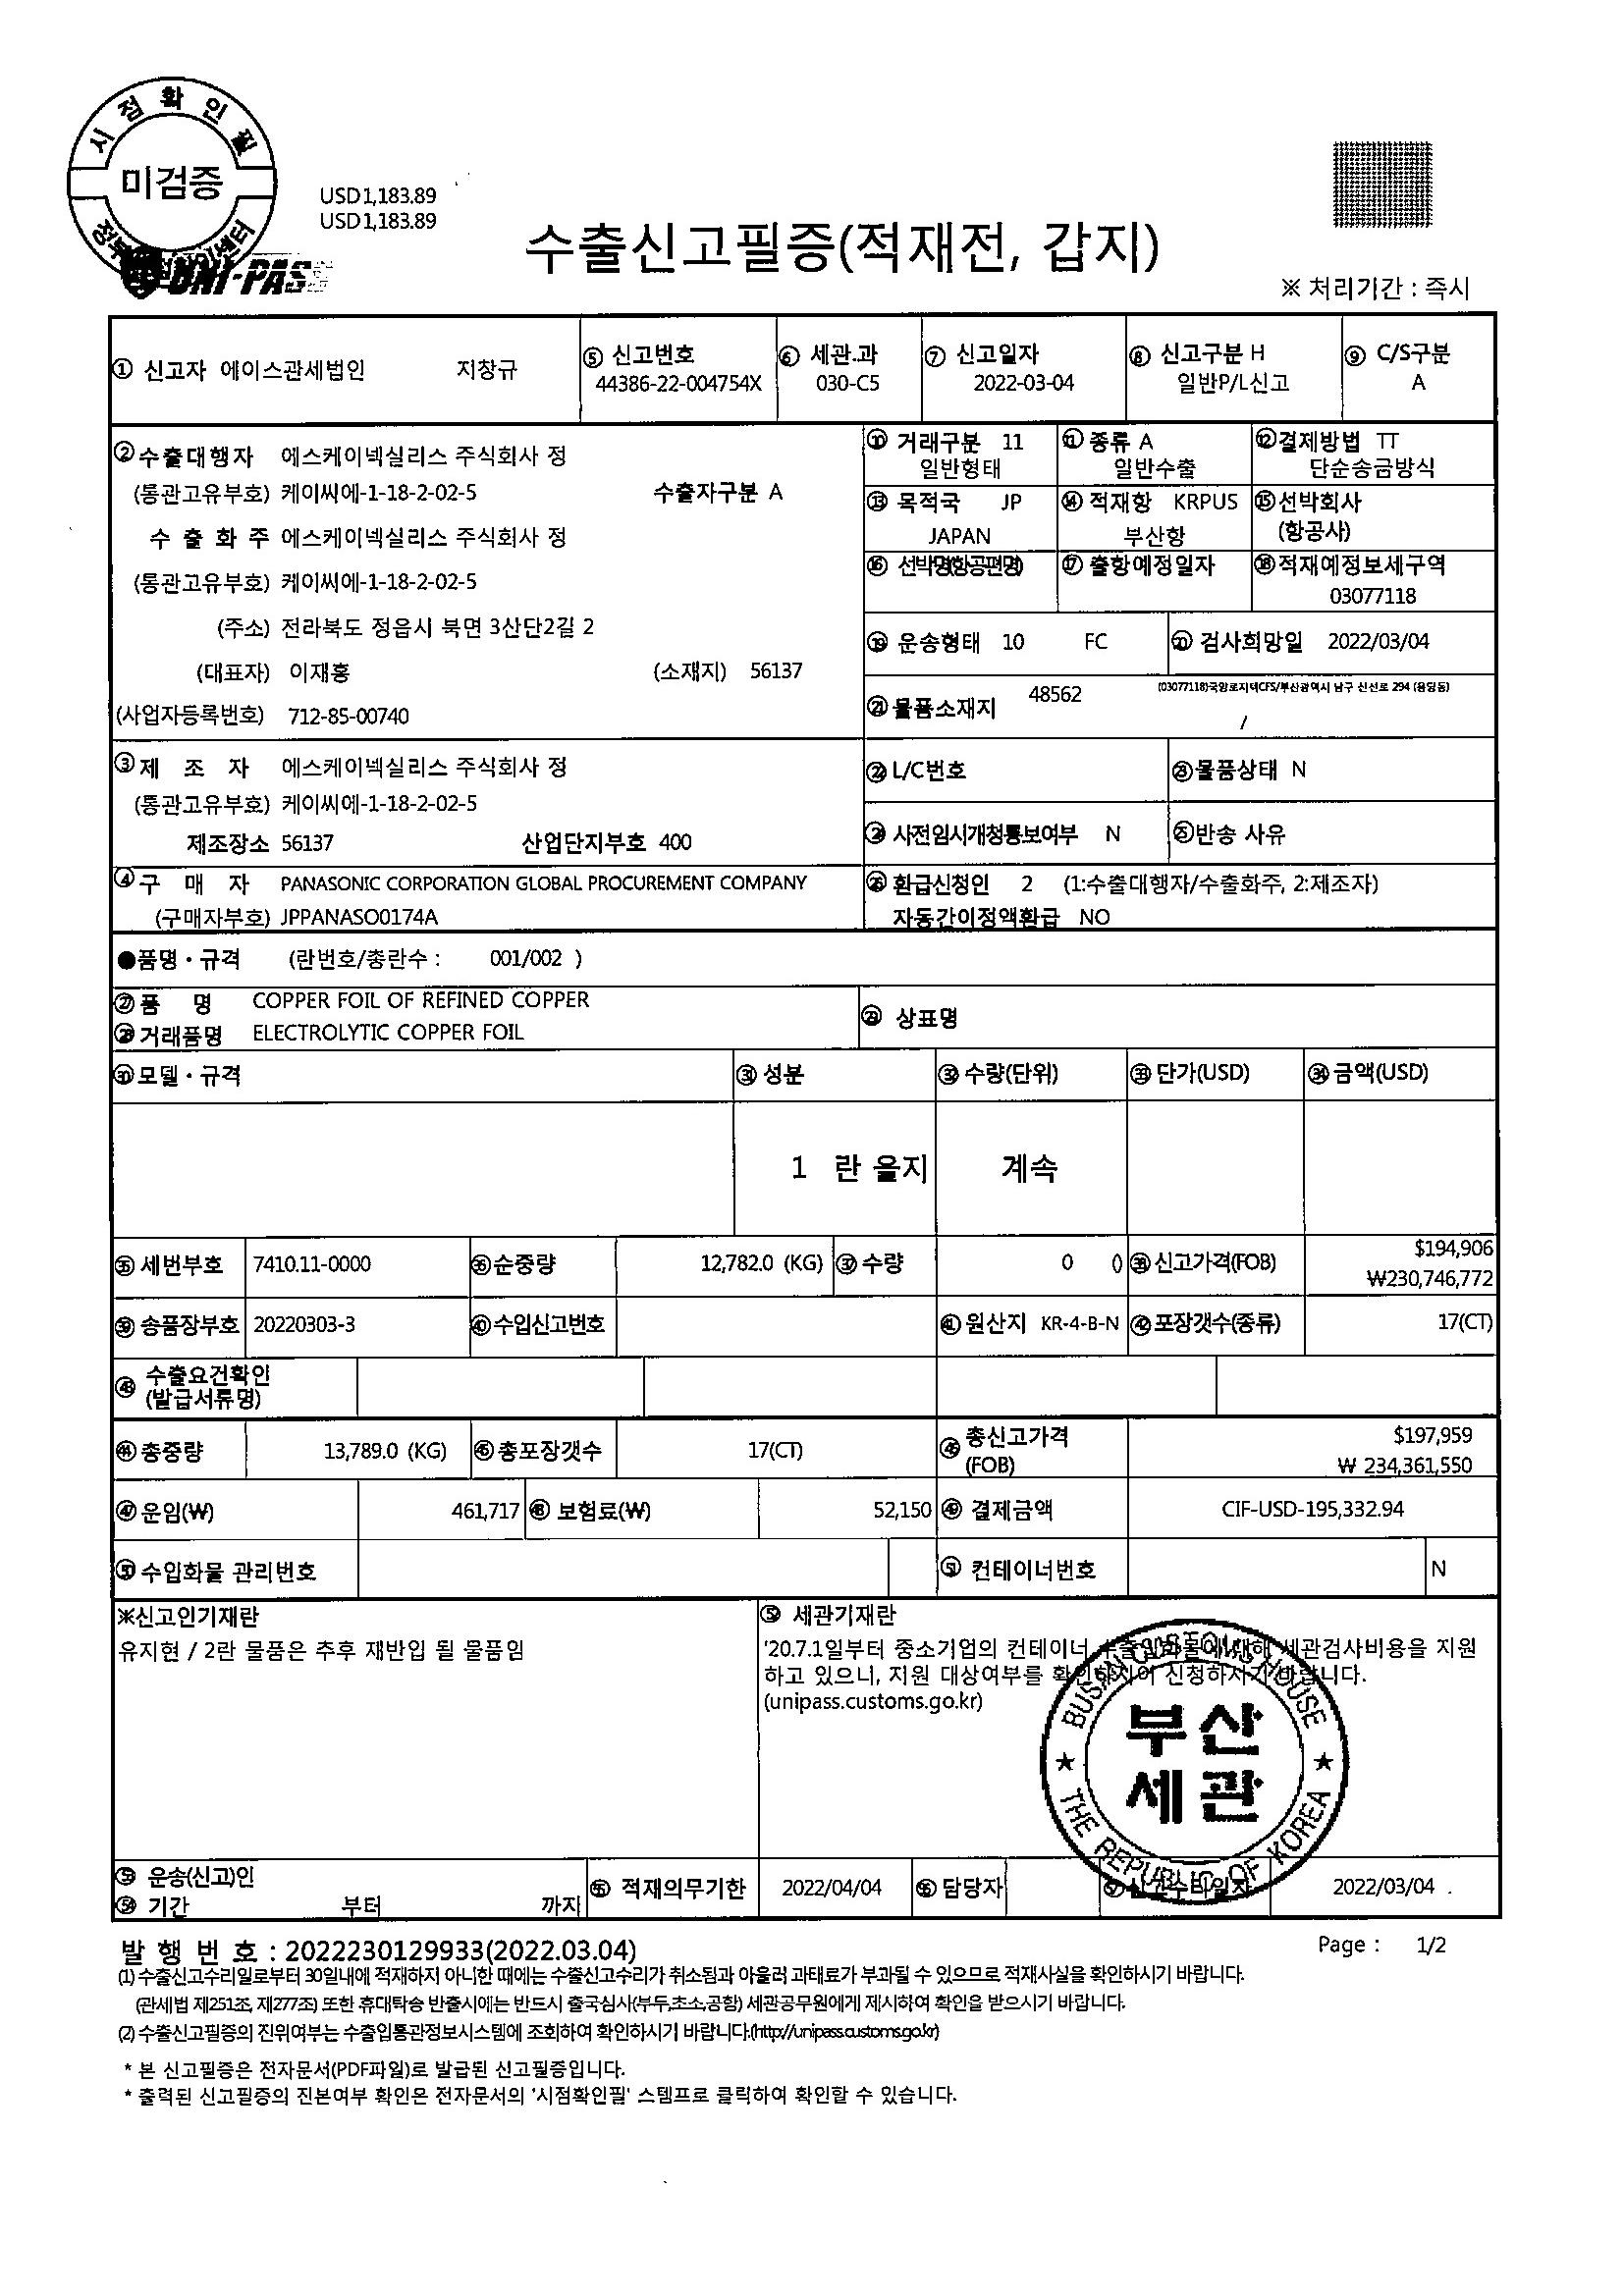 시점확인필
미검증
USD1,183.89
USD1,183.89
UNI-PASS
수출신고필증(적재전, 갑지)
※ 처리기간 : 즉시
① 신고자 에이스관세법인 지창규
⑤ 신고번호
44386-22-004754X
⑥ 세관.과
030-C5
⑦ 신고일자
2022-03-04
⑧ 신고구분 H
일반P/L신고
⑨ C/S구분
A
② 수출대행자 에스케이넥실리스 주식회사 정
(통관고유부호) 케이씨에-1-18-2-02-5 수출자구분 A
수 출 화 주 에스케이넥실리스 주식회사 정
(통관고유부호) 케이씨에-1-18-2-02-5
(주소) 전라북도 정읍시 북면 3산단2길 2
(대표자) 이재홍 (소재지) 56137
(사업자등록번호) 712-85-00740
⑩ 거래구분 11
일반형태
⑪ 종류 A
일반수출
⑫ 결제방법 TT
단순송금방식
⑬ 목적국 JP
JAPAN
⑭ 적재항 KRPUS
부산항
⑮ 선박회사
(항공사)
⑯ 선박명(항공편명)
⑰ 출항예정일자
⑱ 적재예정보세구역
03077118
⑲ 운송형태 10 FC
⑳ 검사희망일 2022/03/04
㉑ 물품소재지 48562 (03077118)국양로지텍CFS/부산광역시 남구 신선로 294 (용당동)
/
③ 제 조 자 에스케이넥실리스 주식회사 정
(통관고유부호) 케이씨에-1-18-2-02-5
제조장소 56137 산업단지부호 400
㉒ L/C번호
㉓ 물품상태 N
㉔ 사전임시개청통보여부 N
㉕ 반송 사유
④ 구 매 자 PANASONIC CORPORATION GLOBAL PROCUREMENT COMPANY
(구매자부호) JPPANASO0174A
㉖ 환급신청인 2 (1:수출대행자/수출화주, 2:제조자)
자동간이정액환급 NO
●품명・규격 (란번호/총란수 : 001/002 )
㉗ 품 명 COPPER FOIL OF REFINED COPPER
㉘ 거래품명 ELECTROLYTIC COPPER FOIL
㉙ 상표명
㉚ 모델・규격
㉛ 성분
㉜ 수량(단위)
㉝ 단가(USD)
㉞ 금액(USD)
1 란 을지 계속
㉟ 세번부호 7410.11-0000
㊱ 순중량 12,782.0 (KG)
㊲ 수량 0 0
㊳ 신고가격(FOB) $194,906
₩230,746,772
㊴ 송품장부호 20220303-3
㊵ 수입신고번호
㊶ 원산지 KR-4-B-N
㊷ 포장갯수(종류) 17(CT)
㊸ 수출요건확인
(발급서류명)
㊹ 총중량 13,789.0 (KG)
㊺ 총포장갯수 17(CT)
㊻ 총신고가격
(FOB)
$197,959
₩ 234,361,550
㊼ 운임(₩) 461,717
㊽ 보험료(₩) 52,150
㊾ 결제금액 CIF-USD-195,332.94
㊿ 수입화물 관리번호
51 컨테이너번호 N
※신고인기재란
유지현 / 2란 물품은 추후 재반입 될 물품임
52 세관기재란
'20.7.1일부터 중소기업의 컨테이너 수출입화물에 대해 세관검사비용을 지원
하고 있으니, 지원 대상여부를 확인하시어 신청하시기 바랍니다.
(unipass.customs.go.kr)
BUSAN CUSTOMS HOUSE
부산
세관
THE REPUBLIC OF KOREA
53 운송(신고)인
54 기간 부터 까지
55 적재의무기한 2022/04/04
56 담당자
57 신고수리일자 2022/03/04
발 행 번 호 : 2022230129933(2022.03.04)
Page : 1/2
(1) 수출신고수리일로부터 30일내에 적재하지 아니한 때에는 수출신고수리가 취소됨과 아울러 과태료가 부과될 수 있으므로 적재사실을 확인하시기 바랍니다.
(관세법 제251조, 제277조) 또한 휴대탁송 반출시에는 반드시 출국심사(부두,초소,공항) 세관공무원에게 제시하여 확인을 받으시기 바랍니다.
(2) 수출신고필증의 진위여부는 수출입통관정보시스템에 조회하여 확인하시기 바랍니다.(http://unipass.customs.go.kr)
* 본 신고필증은 전자문서(PDF파일)로 발급된 신고필증입니다.
* 출력된 신고필증의 진본여부 확인은 전자문서의 '시점확인필' 스탬프로 클릭하여 확인할 수 있습니다.